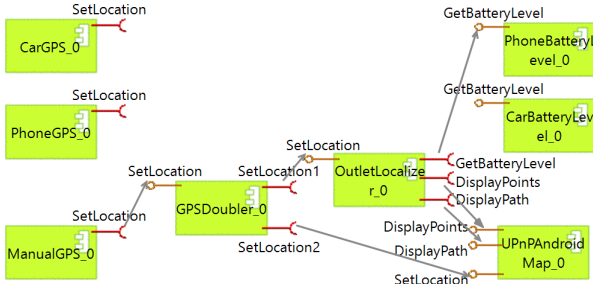 SetLocation
CarGPS_0
SetLocation
PhoneGPS_0
SetLocation
ManualGPS_0
SetLocation
GPSDoubler_0
SetLocation1
SetLocation2
SetLocation
OutletLocalize
r_0
GetBatteryLevel
DisplayPoints
DisplayPath
GetBatteryLevel
PhoneBatteryL
evel_0
GetBatteryLevel
CarBatteryLev
el_0
DisplayPoints
DisplayPath
SetLocation
UPnPAndroid
Map_0